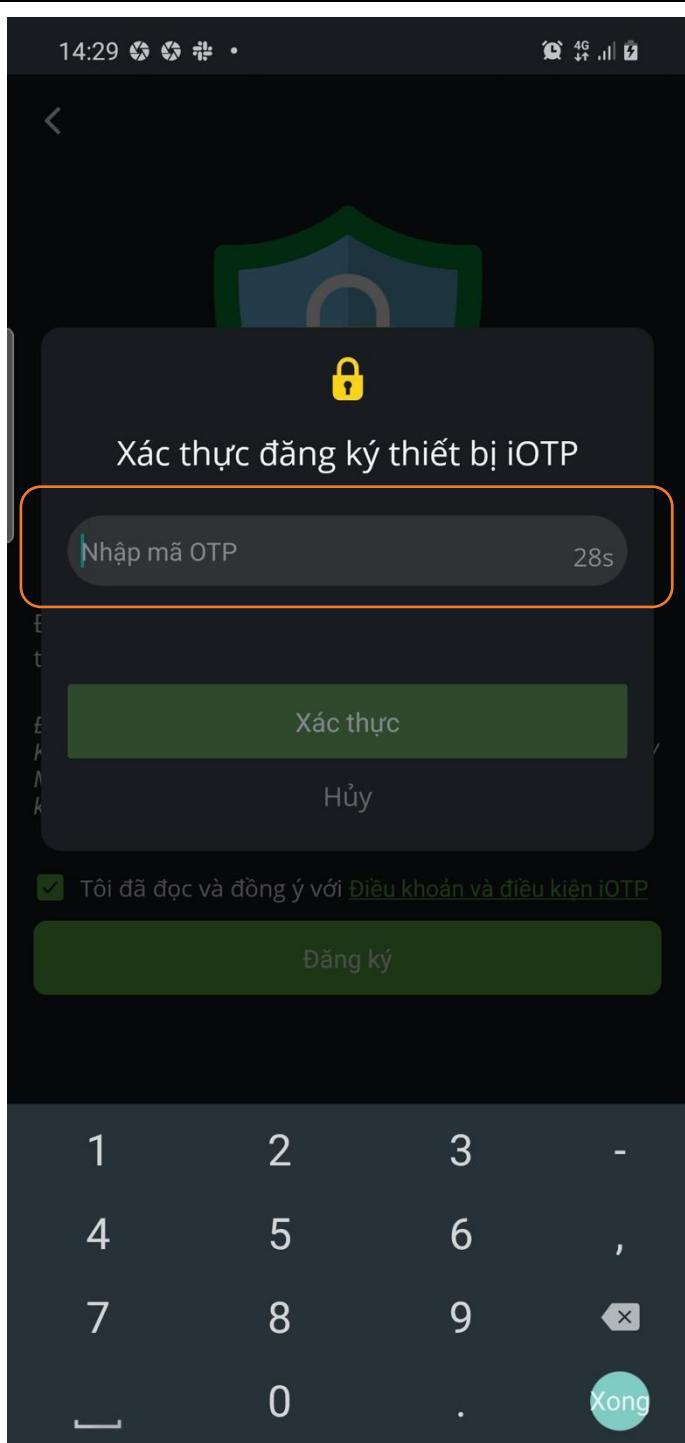 14:29
4G
Xác thực đăng ký thiết bị iOTP
Nhập mã OTP
28s
Xác thực
Hủy
Tôi đã đọc và đồng ý với Điều khoản và điều kiện iOTP
Đăng ký
1 2 3 -
4 5 6 ,
7 8 9
0 . Xong